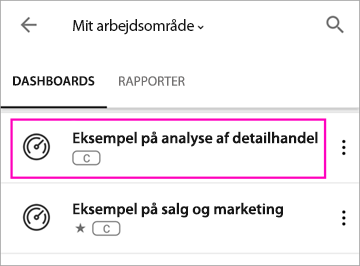 Mit arbejdsområde
DASHBOARDS RAPPORTER
Eksempel på analyse af detailhandel
C
Eksempel på salg og marketing
C